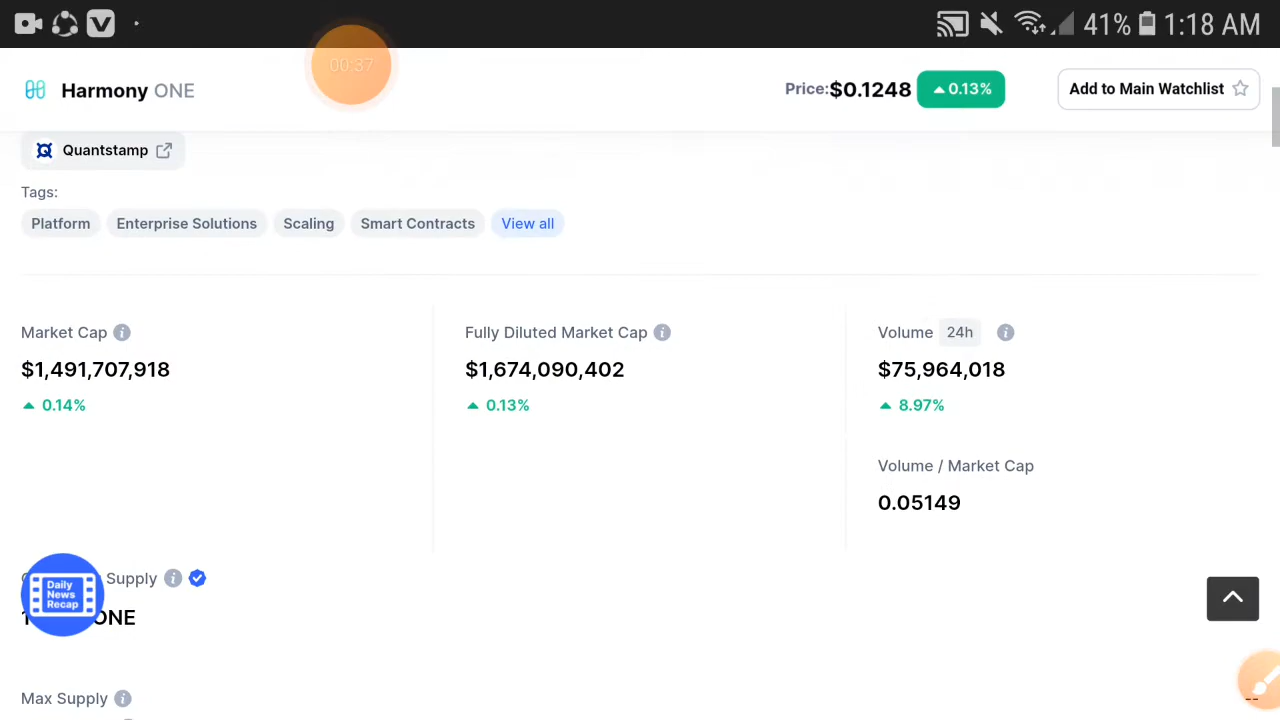 41% 1:18 AM
00:37
Harmony ONE
Price:$0.1248 0.13% Add to Main Watchlist
Quantstamp
Tags:
Platform Enterprise Solutions Scaling Smart Contracts View all
Market Cap Fully Diluted Market Cap Volume 24h
$1,491,707,918 $1,674,090,402 $75,964,018
0.14% 0.13% 8.97%
Volume / Market Cap
0.05149
Supply
Daily
News
Recap
ONE
Max Supply
--